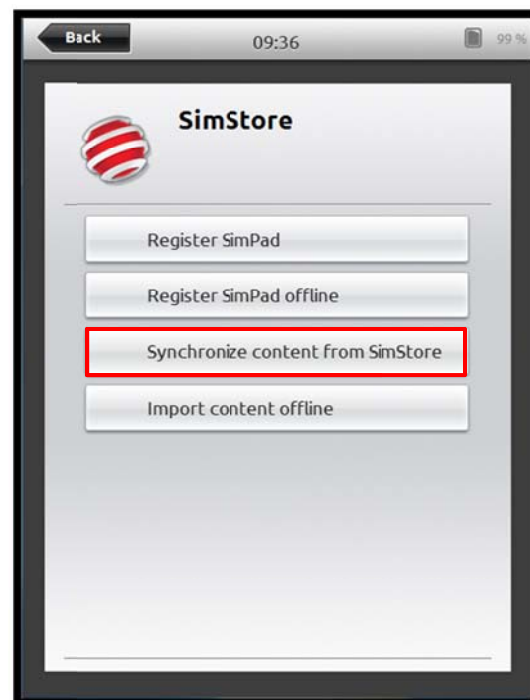 Back
09:36
99 %
SimStore
Register SimPad
Register SimPad offline
Synchronize content from SimStore
Import content offline